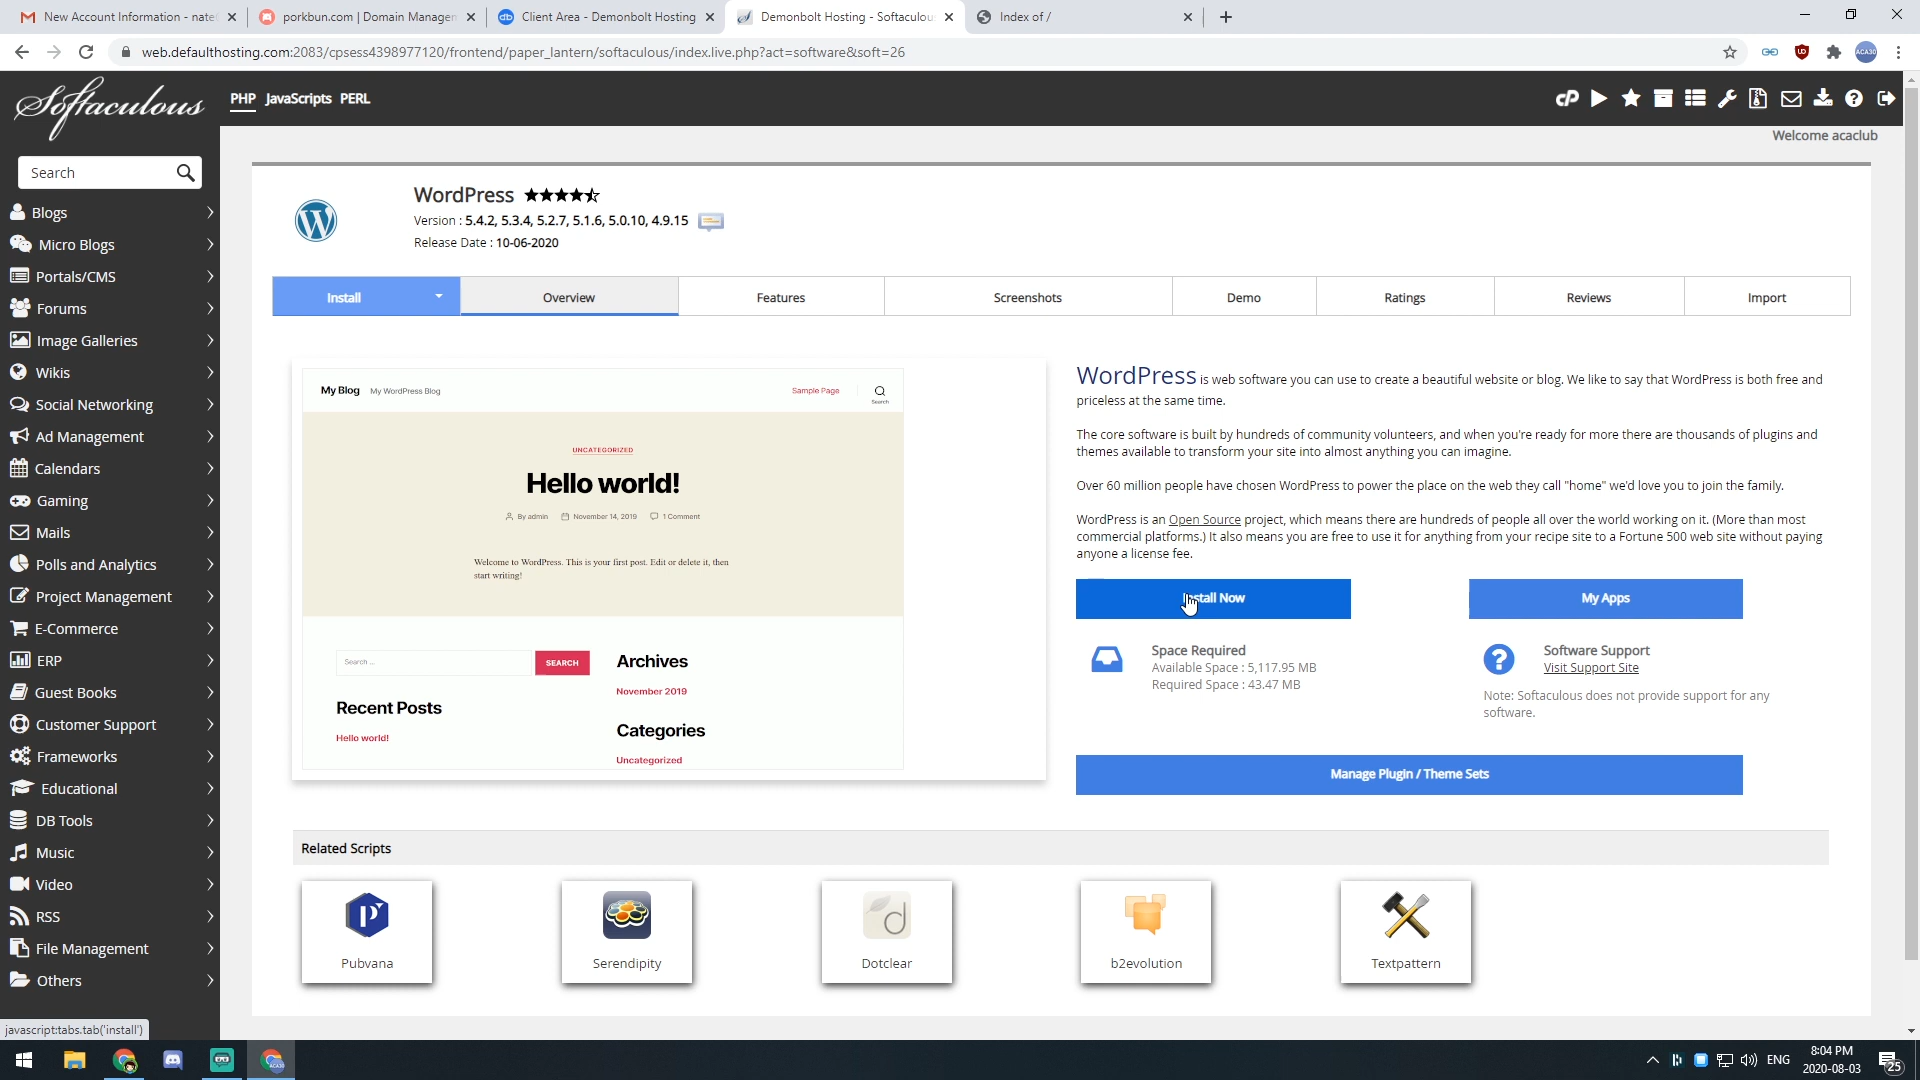 New Account Information - nate
porkbun.com | Domain Managem
Client Area - Demonbolt Hosting
Demonbolt Hosting - Softaculous
Index of /
web.defaulthosting.com:2083/cpsess4398977120/frontend/paper_lantern/softaculous/index.live.php?act=software&soft=26
Softaculous
PHP JavaScripts PERL
Welcome acaclub
Search
Blogs
Micro Blogs
Portals/CMS
Forums
Image Galleries
Wikis
Social Networking
Ad Management
Calendars
Gaming
Mails
Polls and Analytics
Project Management
E-Commerce
ERP
Guest Books
Customer Support
Frameworks
Educational
DB Tools
Music
Video
RSS
File Management
Others
javascript:tabs.tab('install')
WordPress
Version : 5.4.2, 5.3.4, 5.2.7, 5.1.6, 5.0.10, 4.9.15
Release Date : 10-06-2020
Install Overview Features Screenshots Demo Ratings Reviews Import
My Blog My WordPress Blog Sample Page Search
UNCATEGORIZED
Hello world!
By admin November 14, 2019 1 Comment
Welcome to WordPress. This is your first post. Edit or delete it, then
start writing!
Search ... SEARCH
Recent Posts
Hello world!
Archives
November 2019
Categories
Uncategorized
WordPress is web software you can use to create a beautiful website or blog. We like to say that WordPress is both free and
priceless at the same time.
The core software is built by hundreds of community volunteers, and when you're ready for more there are thousands of plugins and
themes available to transform your site into almost anything you can imagine.
Over 60 million people have chosen WordPress to power the place on the web they call "home" we'd love you to join the family.
WordPress is an Open Source project, which means there are hundreds of people all over the world working on it. (More than most
commercial platforms.) It also means you are free to use it for anything from your recipe site to a Fortune 500 web site without paying
anyone a license fee.
Install Now My Apps
Space Required
Available Space : 5,117.95 MB
Required Space : 43.47 MB
Software Support
Visit Support Site
Note: Softaculous does not provide support for any
software.
Manage Plugin / Theme Sets
Related Scripts
Pubvana
Serendipity
Dotclear
b2evolution
Textpattern
ENG
8:04 PM
2020-08-03
25